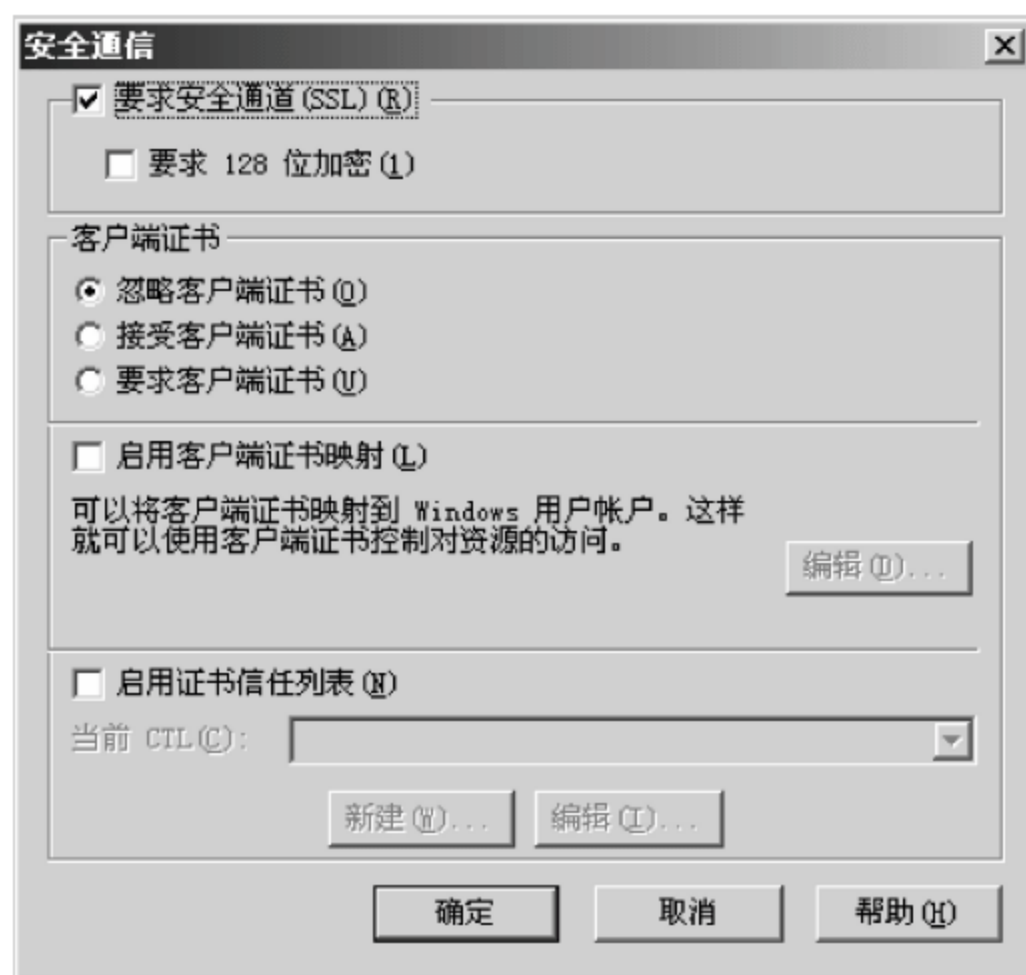 安全通信
要求安全通道(SSL)(R)
要求 128 位加密(1)
客户端证书
忽略客户端证书(O)
接受客户端证书(A)
要求客户端证书(U)
启用客户端证书映射(L)
可以将客户端证书映射到 Windows 用户帐户。这样
就可以使用客户端证书控制对资源的访问。
编辑(D)...
启用证书信任列表(N)
当前 CTL(C):
新建(W)... 编辑(I)...
确定 取消 帮助(H)